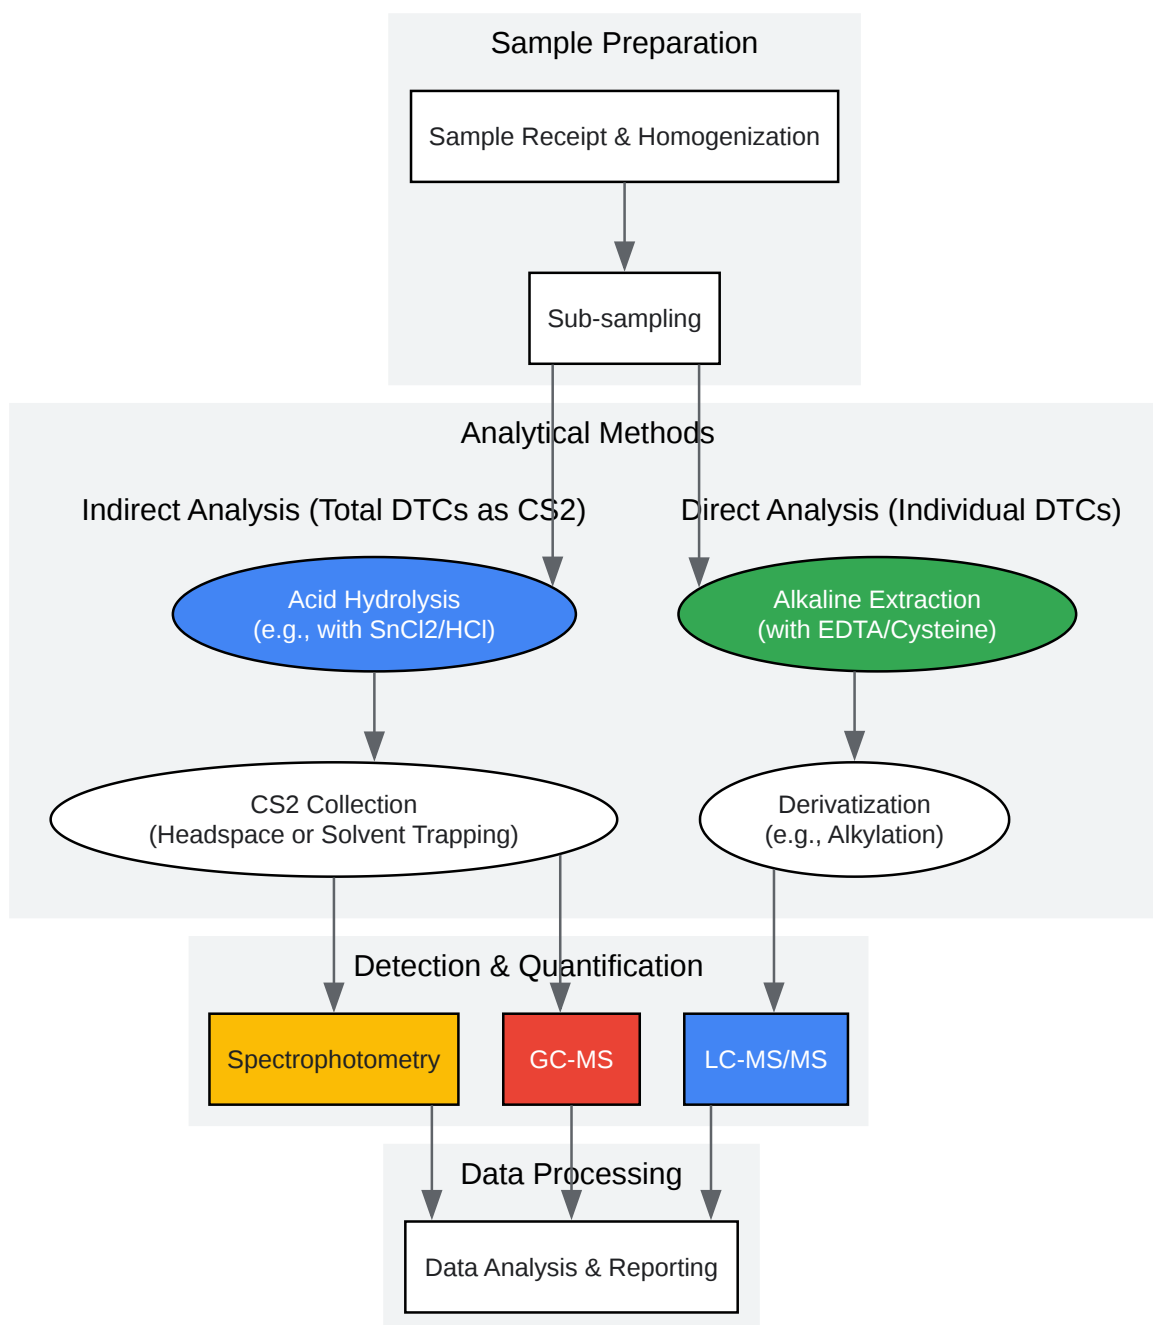 Sample Preparation
Sample Receipt & Homogenization
Sub-sampling
Analytical Methods
Indirect Analysis (Total DTCs as CS2)
Direct Analysis (Individual DTCs)
Acid Hydrolysis
(e.g., with SnCl2/HCl)
Alkaline Extraction
(with EDTA/Cysteine)
CS2 Collection
(Headspace or Solvent Trapping)
Derivatization
(e.g., Alkylation)
Detection & Quantification
Spectrophotometry
GC-MS
LC-MS/MS
Data Processing
Data Analysis & Reporting